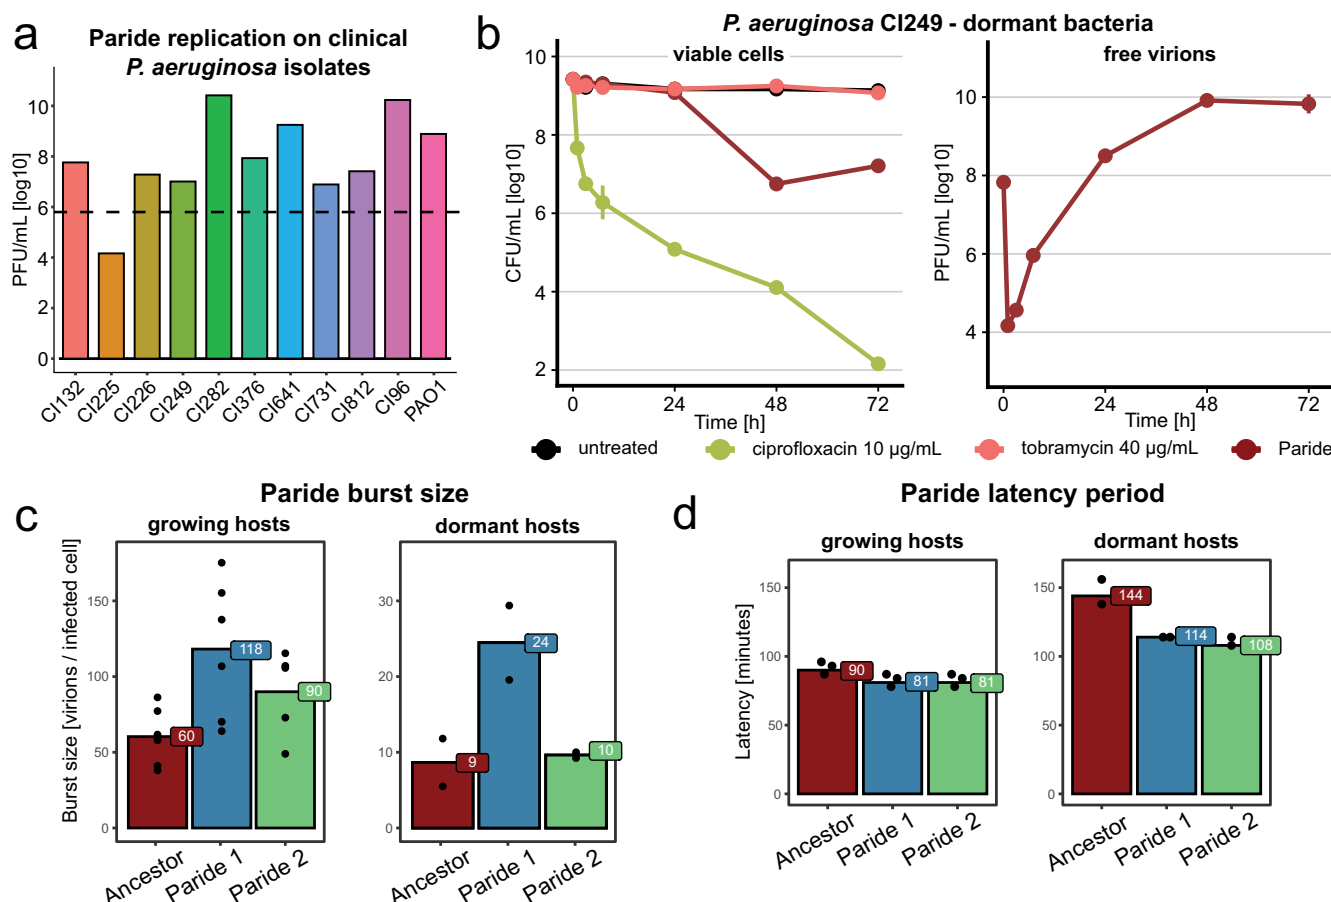 a
Paride replication on clinical
P. aeruginosa isolates
PFU/mL [log10]
10
8
6
4
2
0
CI132
CI225
CI226
CI249
CI282
CI376
CI641
CI731
CI812
CI96
PAO1
b
P. aeruginosa CI249 - dormant bacteria
viable cells
CFU/mL [log10]
10
8
6
4
2
0
24
48
72
Time [h]
free virions
PFU/mL [log10]
10
8
6
4
0
24
48
72
Time [h]
untreated
ciprofloxacin 10 µg/mL
tobramycin 40 µg/mL
Paride
c
Paride burst size
growing hosts
Burst size [virions / infected cell]
150
100
50
0
60
118
90
Ancestor
Paride 1
Paride 2
dormant hosts
30
20
10
0
9
24
10
Ancestor
Paride 1
Paride 2
d
Paride latency period
growing hosts
Latency [minutes]
150
100
50
0
90
81
81
Ancestor
Paride 1
Paride 2
dormant hosts
150
100
50
0
144
114
108
Ancestor
Paride 1
Paride 2